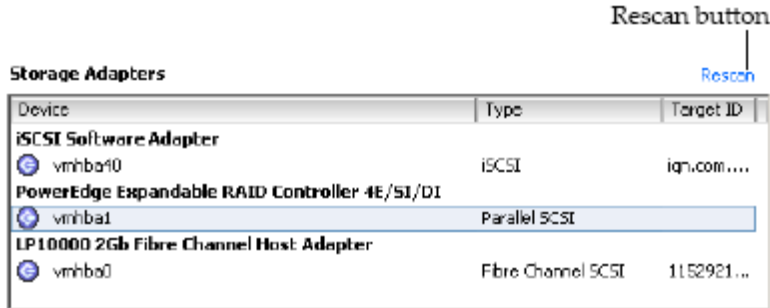 Rescan button
Storage Adapters Rescan
Device Type Target ID
iSCSI Software Adapter
vmhba40 iSCSI iqn.com....
PowerEdge Expandable RAID Controller 4E/SI/DI
vmhba1 Parallel SCSI
LP10000 2Gb Fibre Channel Host Adapter
vmhba0 Fibre Channel SCSI 1152921...